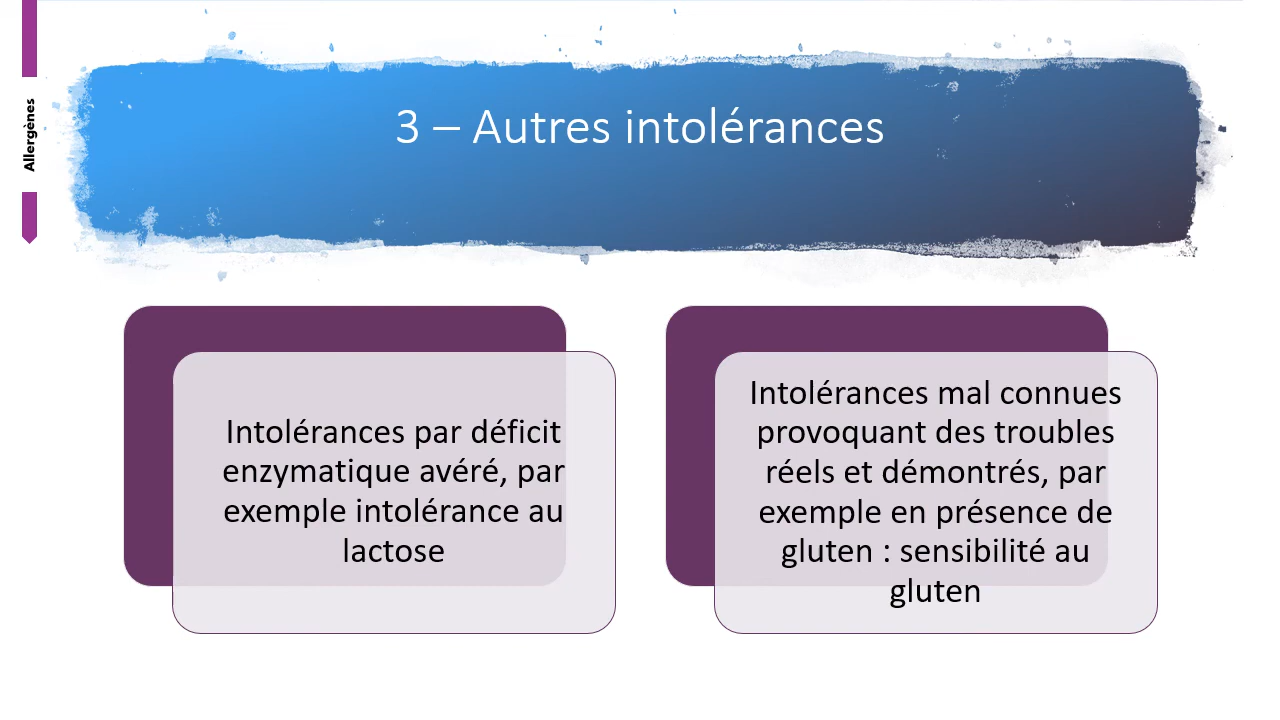 Allergènes
3 – Autres intolérances
Intolérances par déficit
enzymatique avéré, par
exemple intolérance au
lactose
Intolérances mal connues
provoquant des troubles
réels et démontrés, par
exemple en présence de
gluten : sensibilité au
gluten